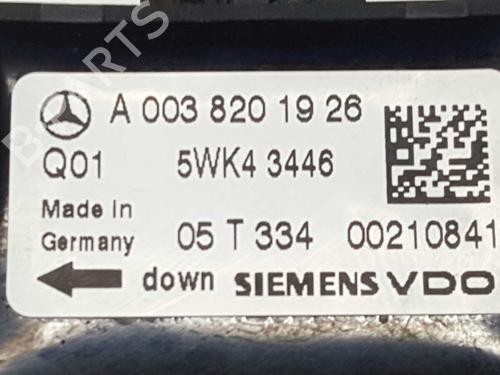 A 003 820 19 26
Q01 5WK4 3446
Made in
Germany 05 T 334 00210841
down SIEMENS VDO